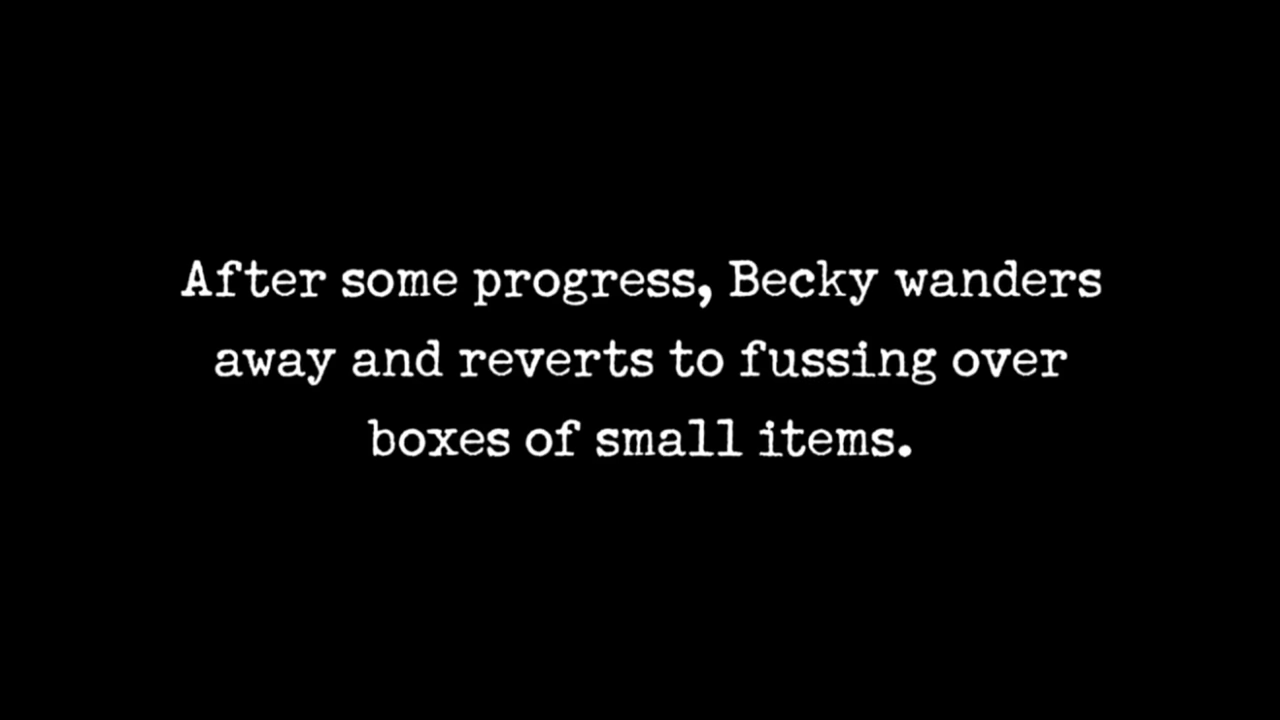 After some progress, Becky wanders
away and reverts to fussing over
boxes of small items.